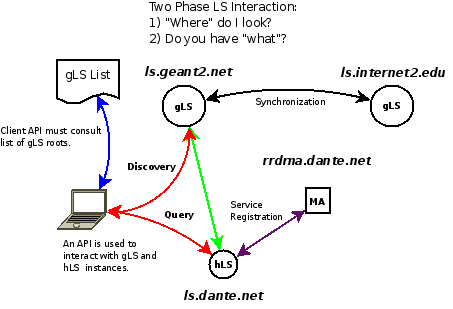 Two Phase LS Interaction:
1) "Where" do I look?
2) Do you have "what"?
gLS List
ls.geant2.net
ls.internet2.edu
gLS
Synchronization
gLS
Client API must consult
list of gLS roots.
Discovery
rrdma.dante.net
Query
Service
Registration
MA
An API is used to
interact with gLS and
hLS instances.
hLS
ls.dante.net